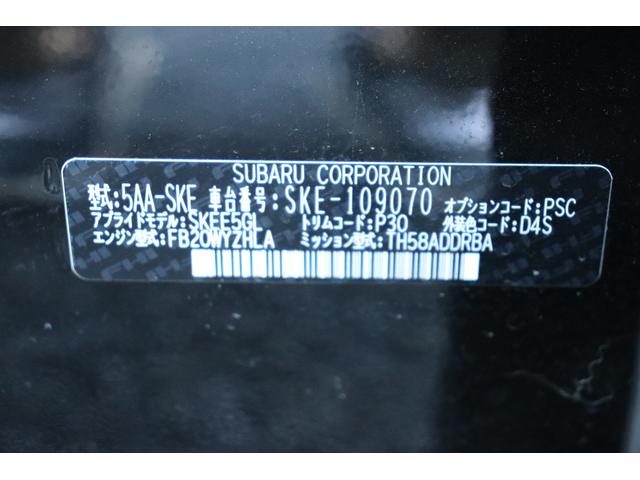 SUBARU CORPORATION
型式:5AA-SKE 車台番号:SKE-109070 オプションコード:PSC
アプライドモデル:SKEE5GL トリムコード:P30 外装色コード:D4S
エンジン型式:FB20WYZHLA ミッション型式:TH58ADDRBA